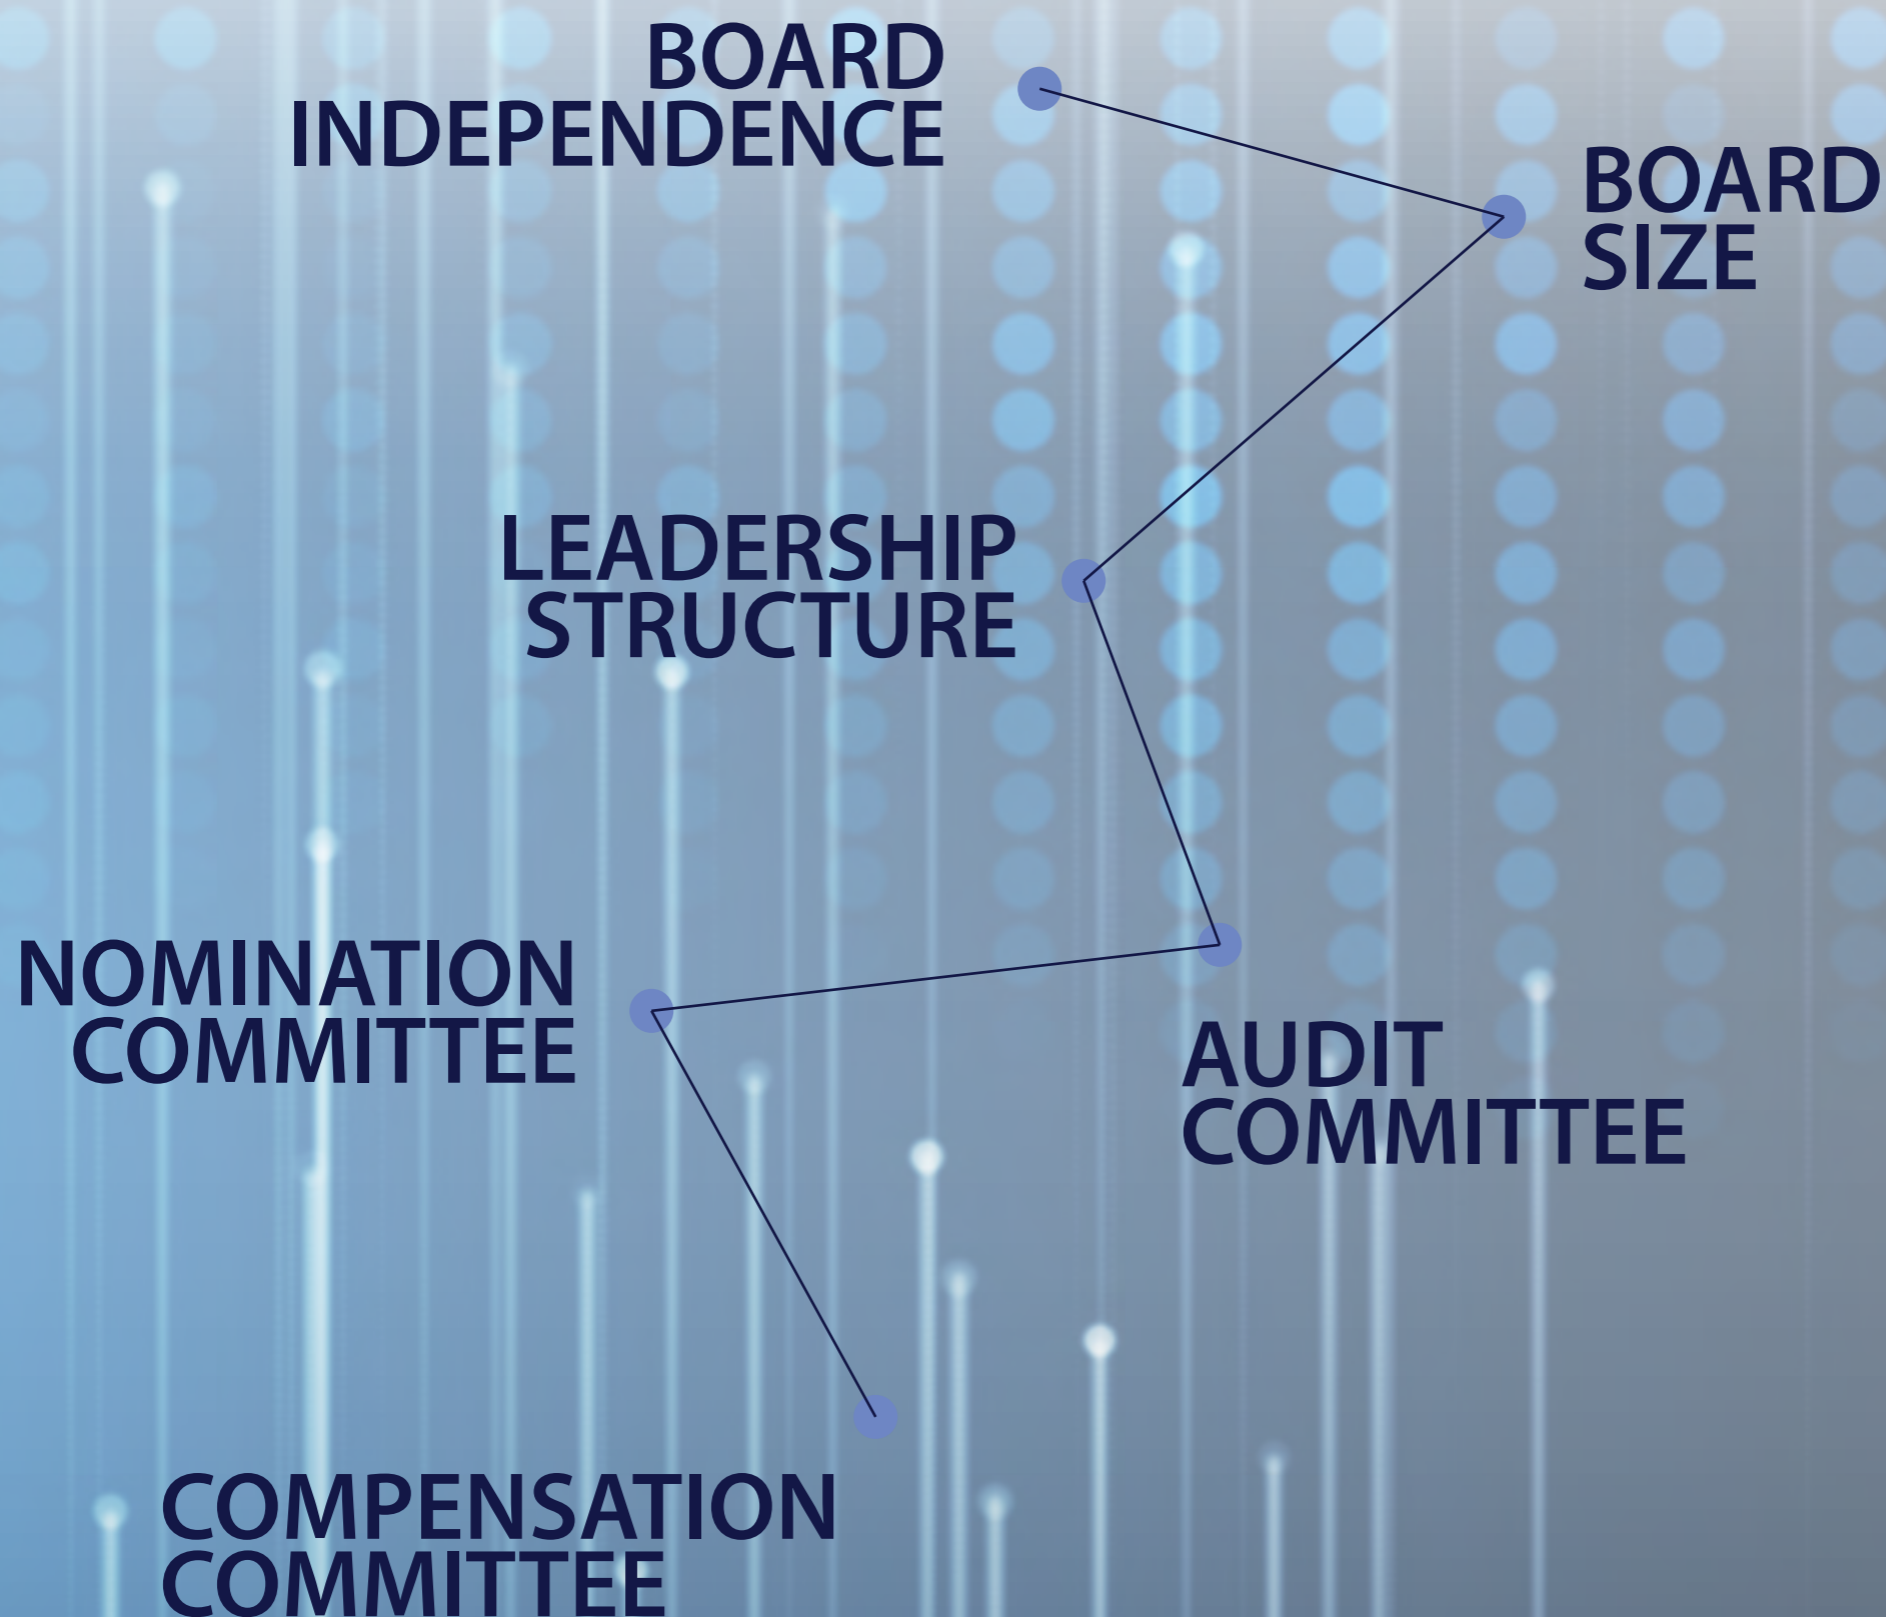 BOARD
INDEPENDENCE
BOARD
SIZE
LEADERSHIP
STRUCTURE
NOMINATION
COMMITTEE
AUDIT
COMMITTEE
COMPENSATION
COMMITTEE